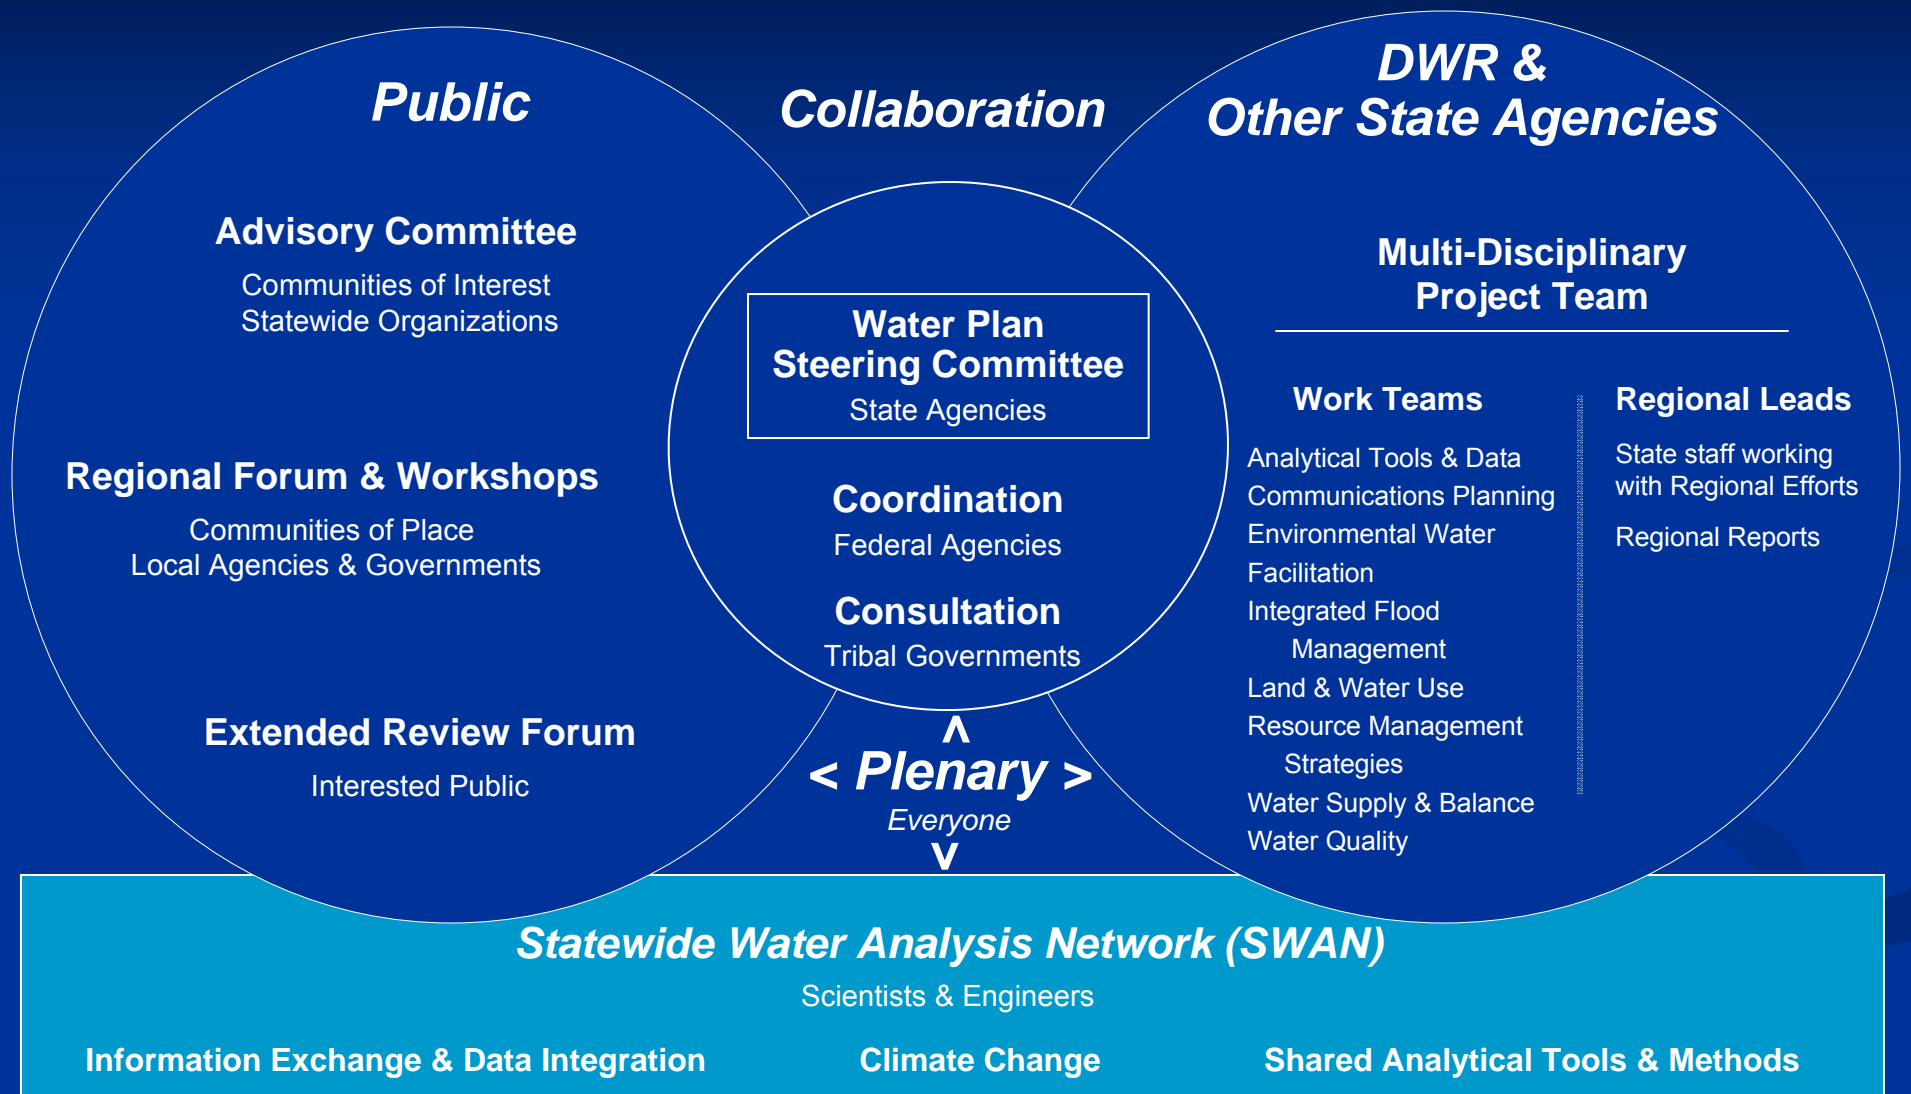 Public
Advisory Committee
Communities of Interest
Statewide Organizations
Regional Forum & Workshops
Communities of Place
Local Agencies & Governments
Extended Review Forum
Interested Public
Collaboration
Water Plan
Steering Committee
State Agencies
Coordination
Federal Agencies
Consultation
Tribal Governments
< Plenary >
Everyone
DWR &
Other State Agencies
Multi-Disciplinary
Project Team
Work Teams
Analytical Tools & Data
Communications Planning
Environmental Water
Facilitation
Integrated Flood
Management
Land & Water Use
Resource Management
Strategies
Water Supply & Balance
Water Quality
Regional Leads
State staff working
with Regional Efforts
Regional Reports
Statewide Water Analysis Network (SWAN)
Scientists & Engineers
Information Exchange & Data Integration
Climate Change
Shared Analytical Tools & Methods